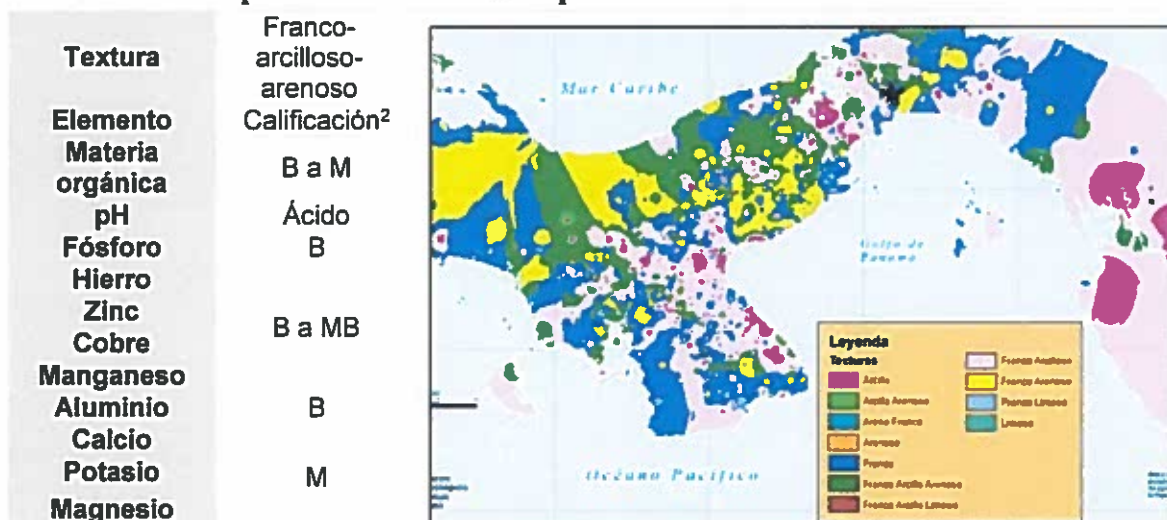 Textura
Franco-
arcilloso-
arenoso
Elemento
Calificación²
Materia
orgánica
B a M
pH
Ácido
Fósforo
B
Hierro
Zinc
Cobre
Manganeso
B a MB
Aluminio
B
Calcio
Potasio
Magnesio
M
Mar Caribe
Golfo de
Panamá
Océano Pacífico
Leyenda
Texturas
Arcilla
Arcillo Arenoso
Arena Franca
Arenoso
Franco
Franco Arcillo Arenoso
Franco Arcillo Limoso
Franco Arcilloso
Franco Arenoso
Franco Limoso
Limoso